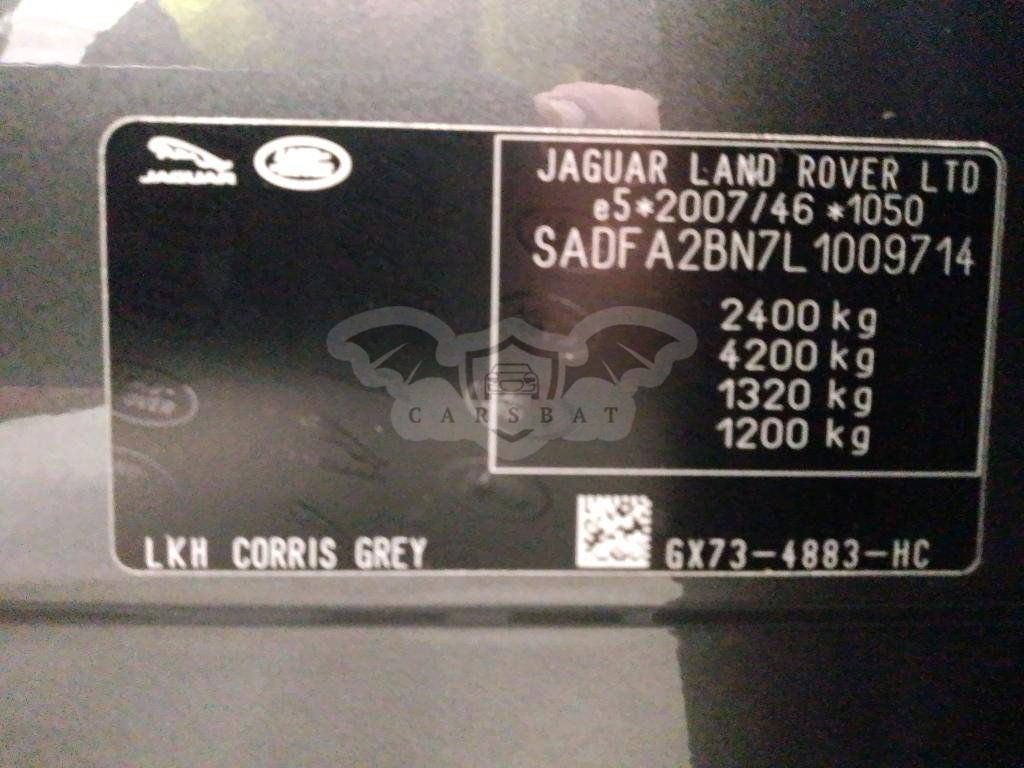 JAGUAR
JAGUAR LAND ROVER LTD
e5*2007/46 *1050
SADFA2BN7L1009714
2400 kg
4200 kg
1320 kg
1200 kg
CARSBAT
LKH CORRIS GREY
GX73-4883-HC